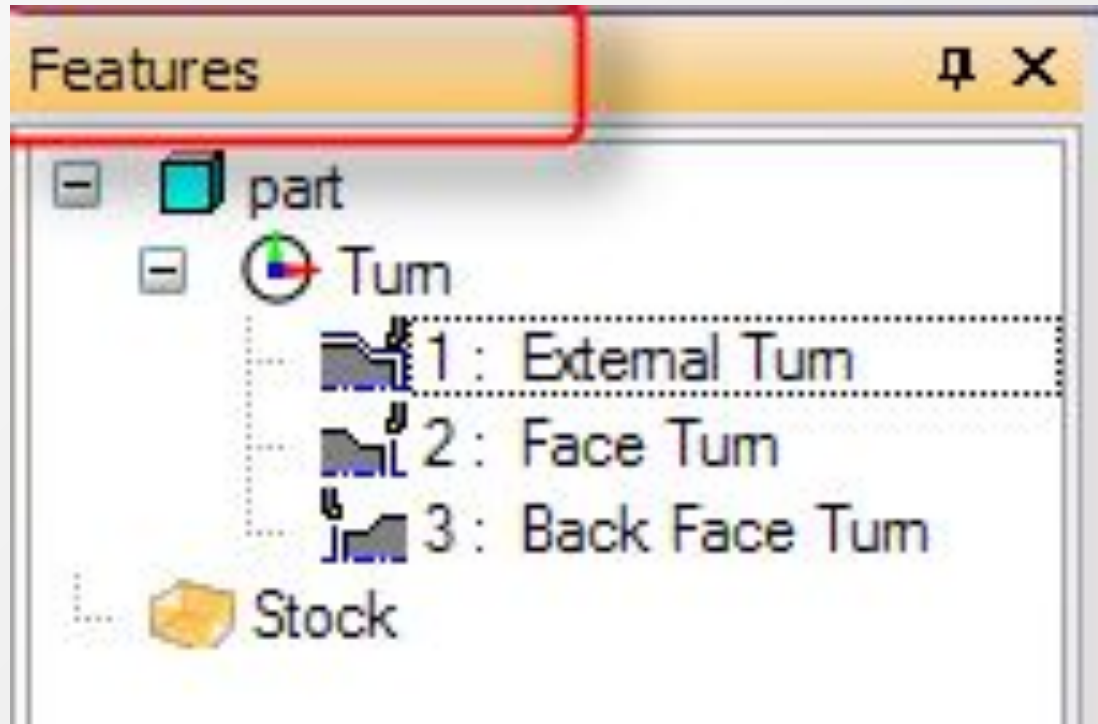 Features
part
Turn
1 : External Turn
2 : Face Turn
3 : Back Face Turn
Stock